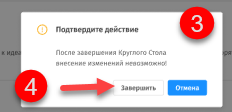 3
Подтвердите действие
После завершения Круглого Стола
внесение изменений невозможно!
4
Завершить
Отмена